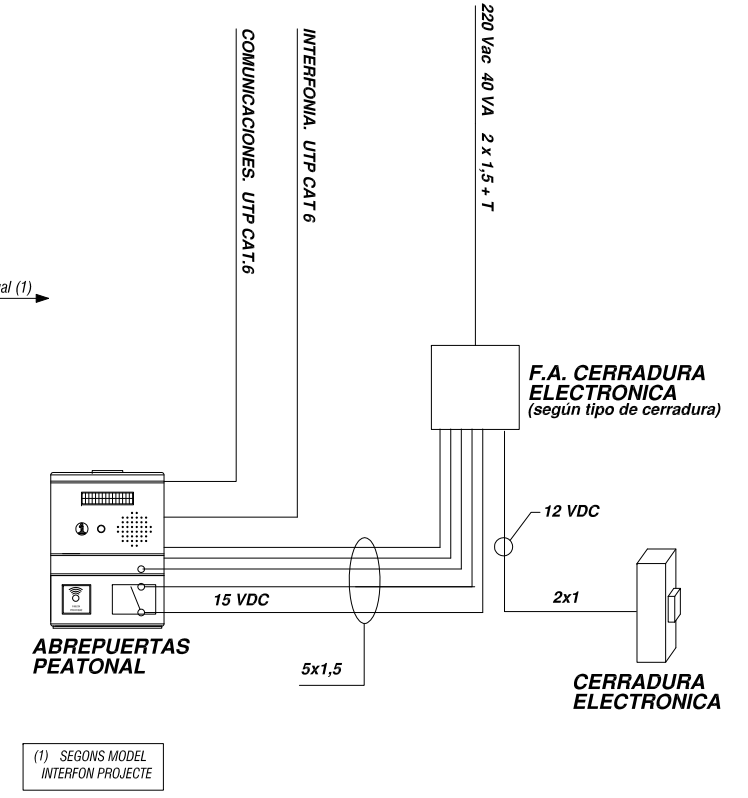 COMUNICACIONES. UTP CAT.6
INTERFONIA. UTP CAT 6
220 Vac 40 VA 2 x 1,5 + T
(1)
F.A. CERRADURA
ELECTRONICA
(según tipo de cerradura)
12 VDC
15 VDC
2x1
ABREPUERTAS
PEATONAL
5x1,5
CERRADURA
ELECTRONICA
(1) SEGONS MODEL
INTERFON PROJECTE